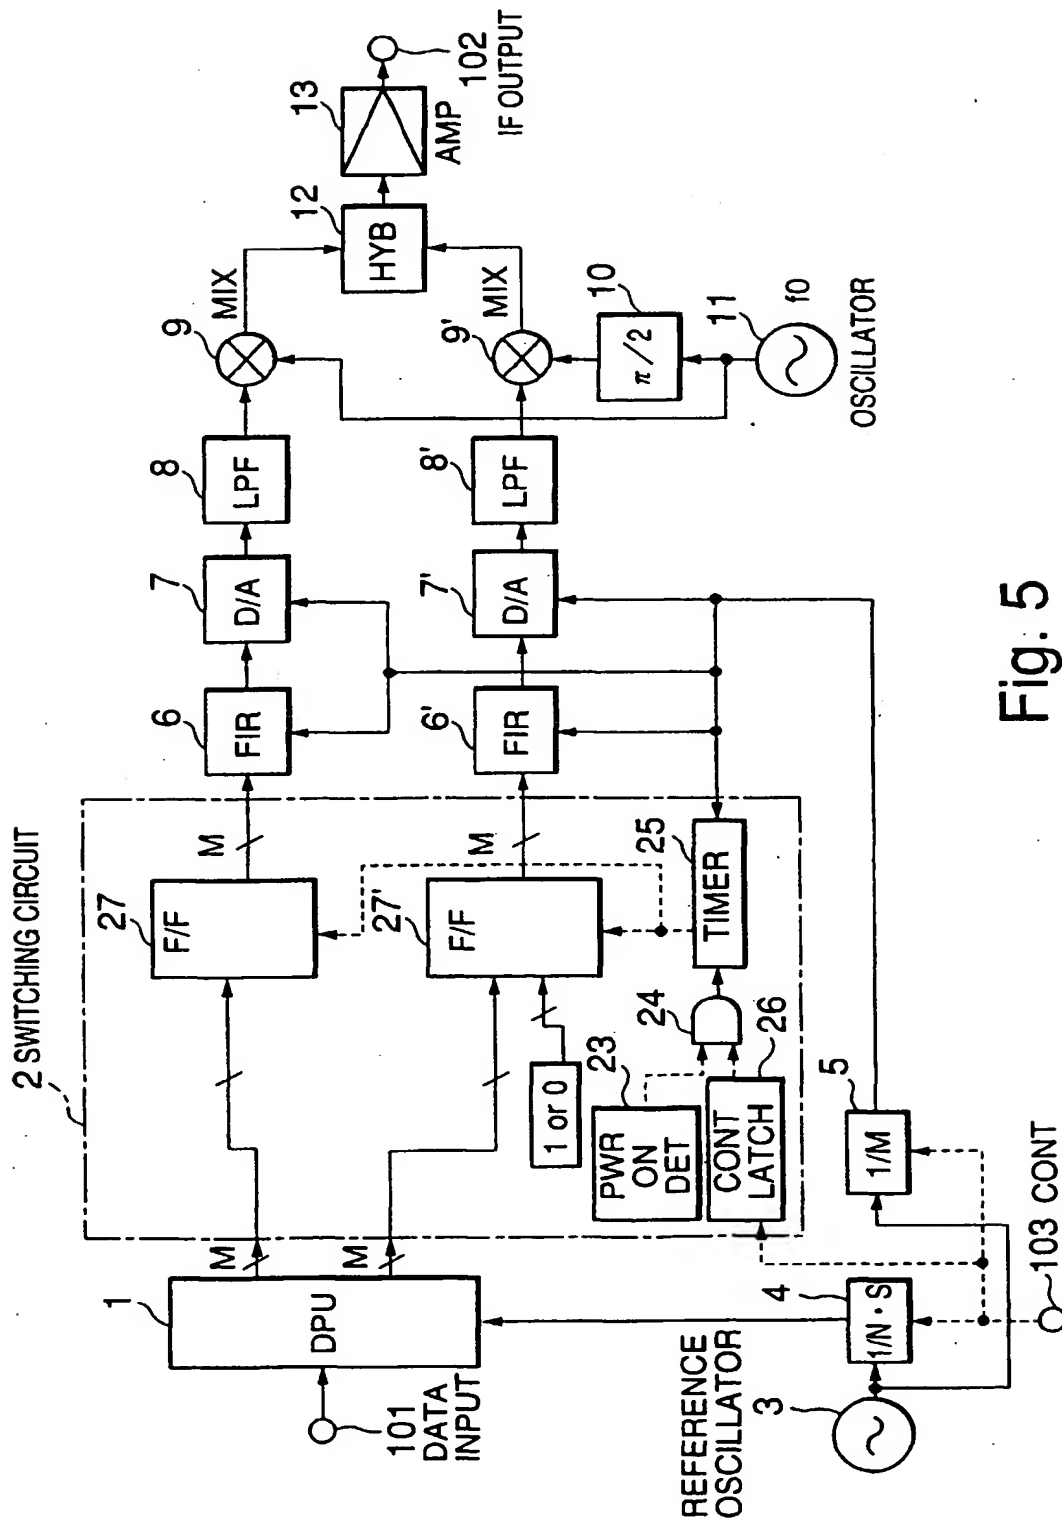 2 SWITCHING CIRCUIT
101
DATA
INPUT
1
DPU
M
M
27
F/F
M
27'
F/F
M
1 or 0
23
PWR
ON
DET
24
CONT
LATCH
26
TIMER
25
6
FIR
6'
FIR
7
D/A
7'
D/A
8
LPF
8'
LPF
9
MIX
9'
MIX
10
π/2
11
f0
OSCILLATOR
12
HYB
13
AMP
102
IF OUTPUT
REFERENCE
OSCILLATOR
3
4
1/N·S
5
1/M
103 CONT
Fig. 5